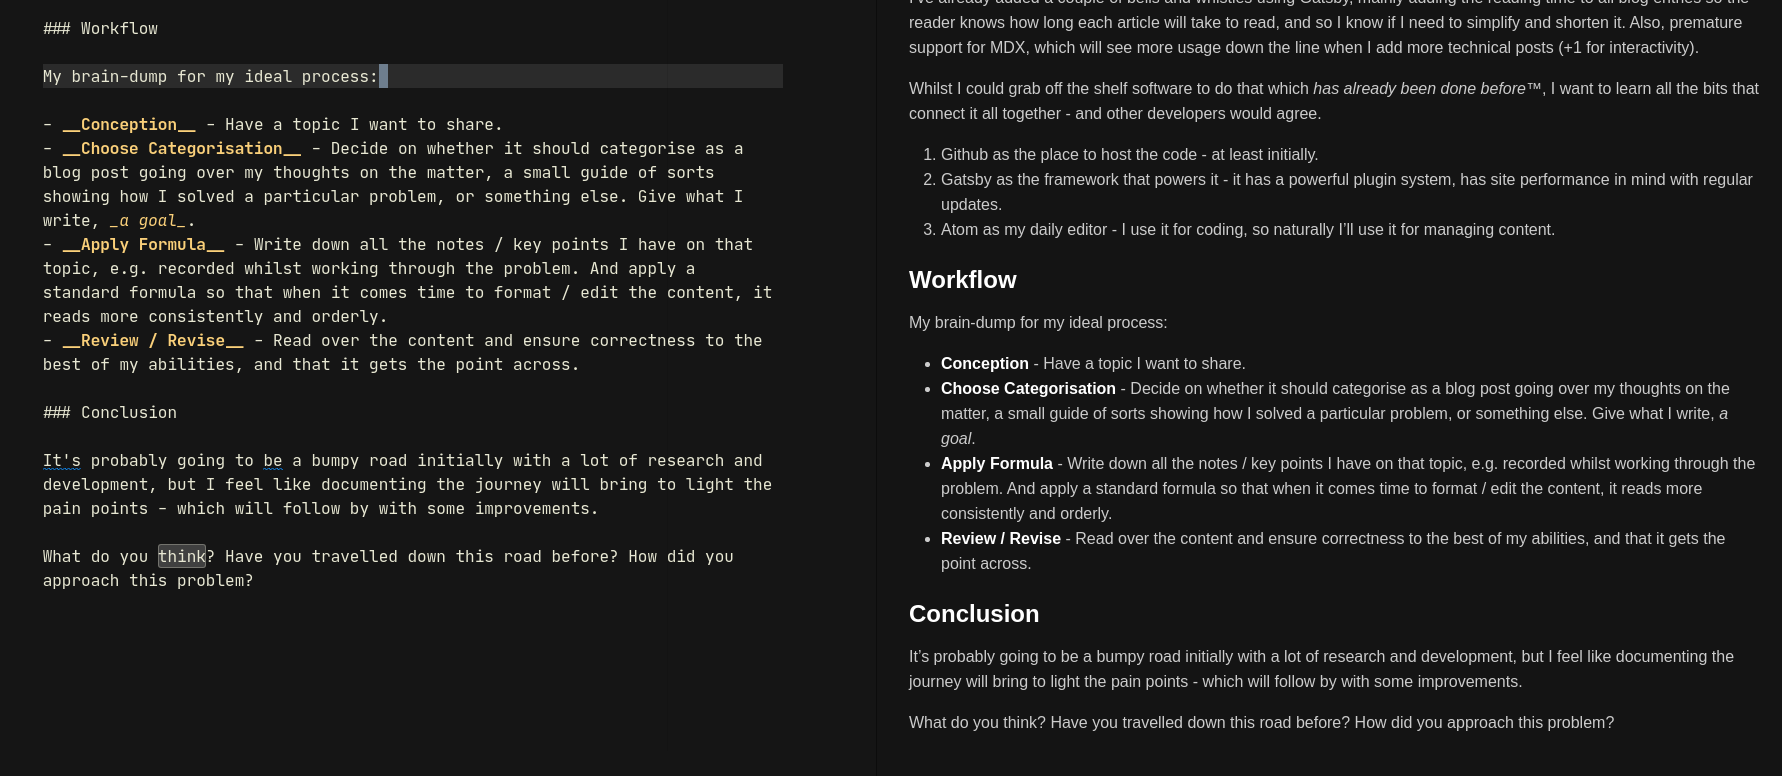 ### Workflow
My brain-dump for my ideal process:
- __Conception__ - Have a topic I want to share.
- __Choose Categorisation__ - Decide on whether it should categorise as a
blog post going over my thoughts on the matter, a small guide of sorts
showing how I solved a particular problem, or something else. Give what I
write, _a goal_.
- __Apply Formula__ - Write down all the notes / key points I have on that
topic, e.g. recorded whilst working through the problem. And apply a
standard formula so that when it comes time to format / edit the content, it
reads more consistently and orderly.
- __Review / Revise__ - Read over the content and ensure correctness to the
best of my abilities, and that it gets the point across.
### Conclusion
It's probably going to be a bumpy road initially with a lot of research and
development, but I feel like documenting the journey will bring to light the
pain points - which will follow by with some improvements.
What do you think? Have you travelled down this road before? How did you
approach this problem?
I've already added a couple of bells and whistles using Gatsby, mainly adding the reading time to all blog entries so the
reader knows how long each article will take to read, and so I know if I need to simplify and shorten it. Also, premature
support for MDX, which will see more usage down the line when I add more technical posts (+1 for interactivity).
Whilst I could grab off the shelf software to do that which has already been done before™, I want to learn all the bits that
connect it all together - and other developers would agree.
1. Github as the place to host the code - at least initially.
2. Gatsby as the framework that powers it - it has a powerful plugin system, has site performance in mind with regular
updates.
3. Atom as my daily editor - I use it for coding, so naturally I’ll use it for managing content.
Workflow
My brain-dump for my ideal process:
• Conception - Have a topic I want to share.
• Choose Categorisation - Decide on whether it should categorise as a blog post going over my thoughts on the
matter, a small guide of sorts showing how I solved a particular problem, or something else. Give what I write, a
goal.
• Apply Formula - Write down all the notes / key points I have on that topic, e.g. recorded whilst working through the
problem. And apply a standard formula so that when it comes time to format / edit the content, it reads more
consistently and orderly.
• Review / Revise - Read over the content and ensure correctness to the best of my abilities, and that it gets the
point across.
Conclusion
It’s probably going to be a bumpy road initially with a lot of research and development, but I feel like documenting the
journey will bring to light the pain points - which will follow by with some improvements.
What do you think? Have you travelled down this road before? How did you approach this problem?